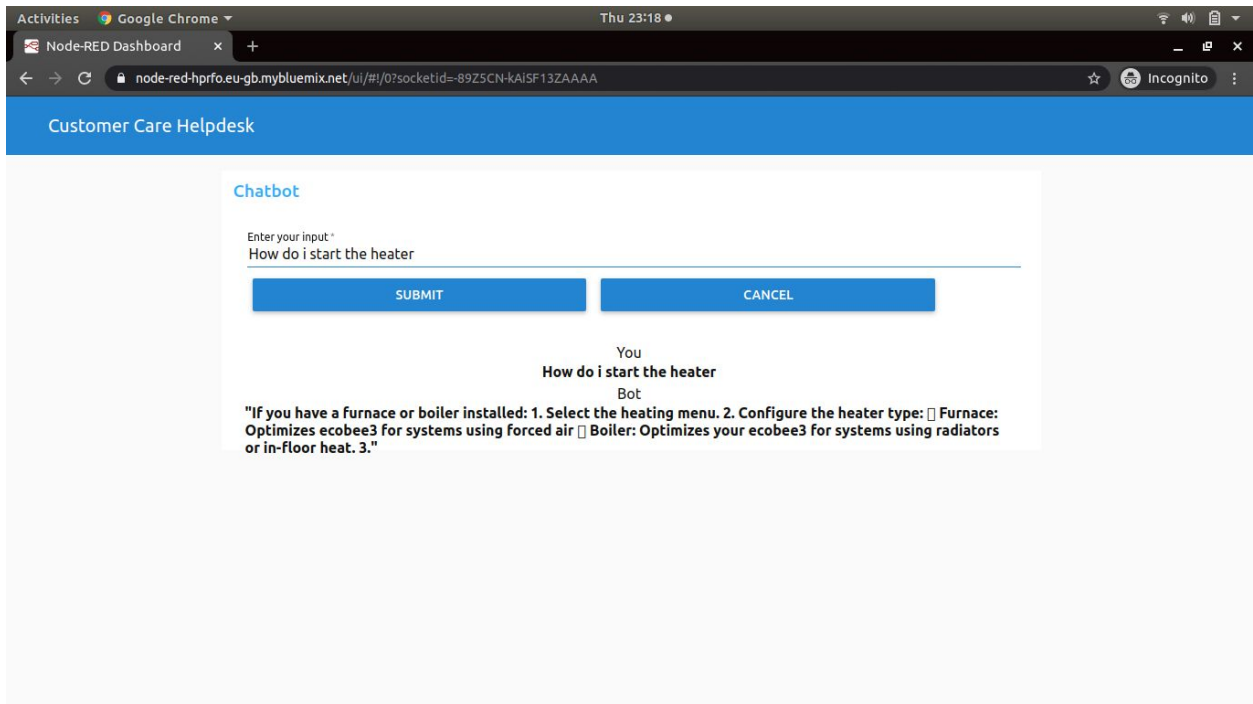 Activities Google Chrome Thu 23:18
Node-RED Dashboard
node-red-hprfo.eu-gb.mybluemix.net/ui/#!/0?socketid=-89Z5CN-kAiSF13ZAAAA Incognito
Customer Care Helpdesk
Chatbot
Enter your input *
How do i start the heater
SUBMIT CANCEL
You
How do i start the heater
Bot
"If you have a furnace or boiler installed: 1. Select the heating menu. 2. Configure the heater type: ▯ Furnace:
Optimizes ecobee3 for systems using forced air ▯ Boiler: Optimizes your ecobee3 for systems using radiators
or in-floor heat. 3."